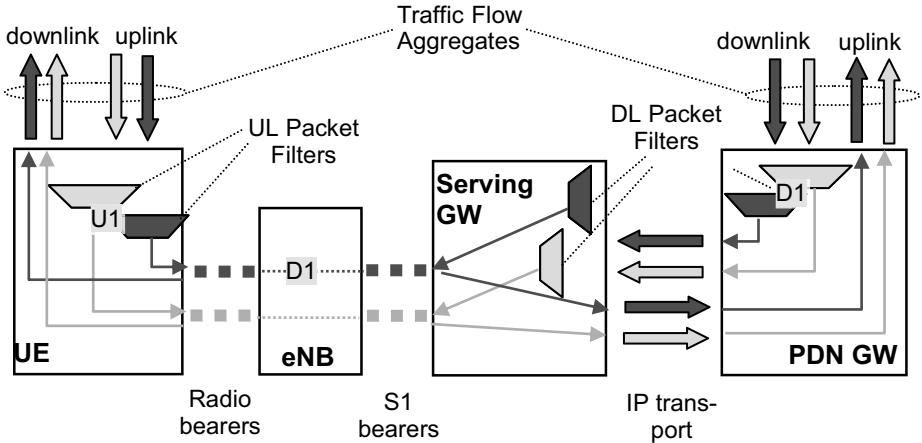 Traffic Flow
Aggregates
downlink uplink
downlink uplink
UL Packet
Filters
DL Packet
Filters
Serving
GW
D1
U1
D1
UE
eNB
PDN GW
Radio
bearers
S1
bearers
IP trans-
port